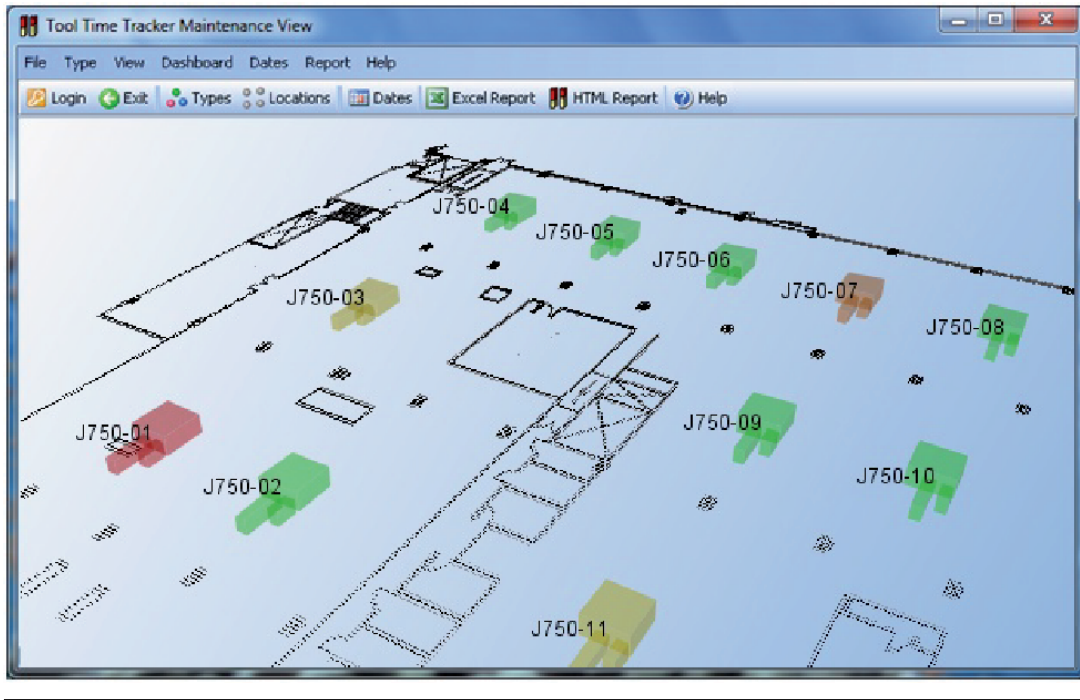 Tool Time Tracker Maintenance View
File Type View Dashboard Dates Report Help
Login Exit Types Locations Dates Excel Report HTML Report Help
J750-04
J750-05
J750-06
J750-03
J750-07
J750-08
J750-01
J750-09
J750-02
J750-10
J750-11